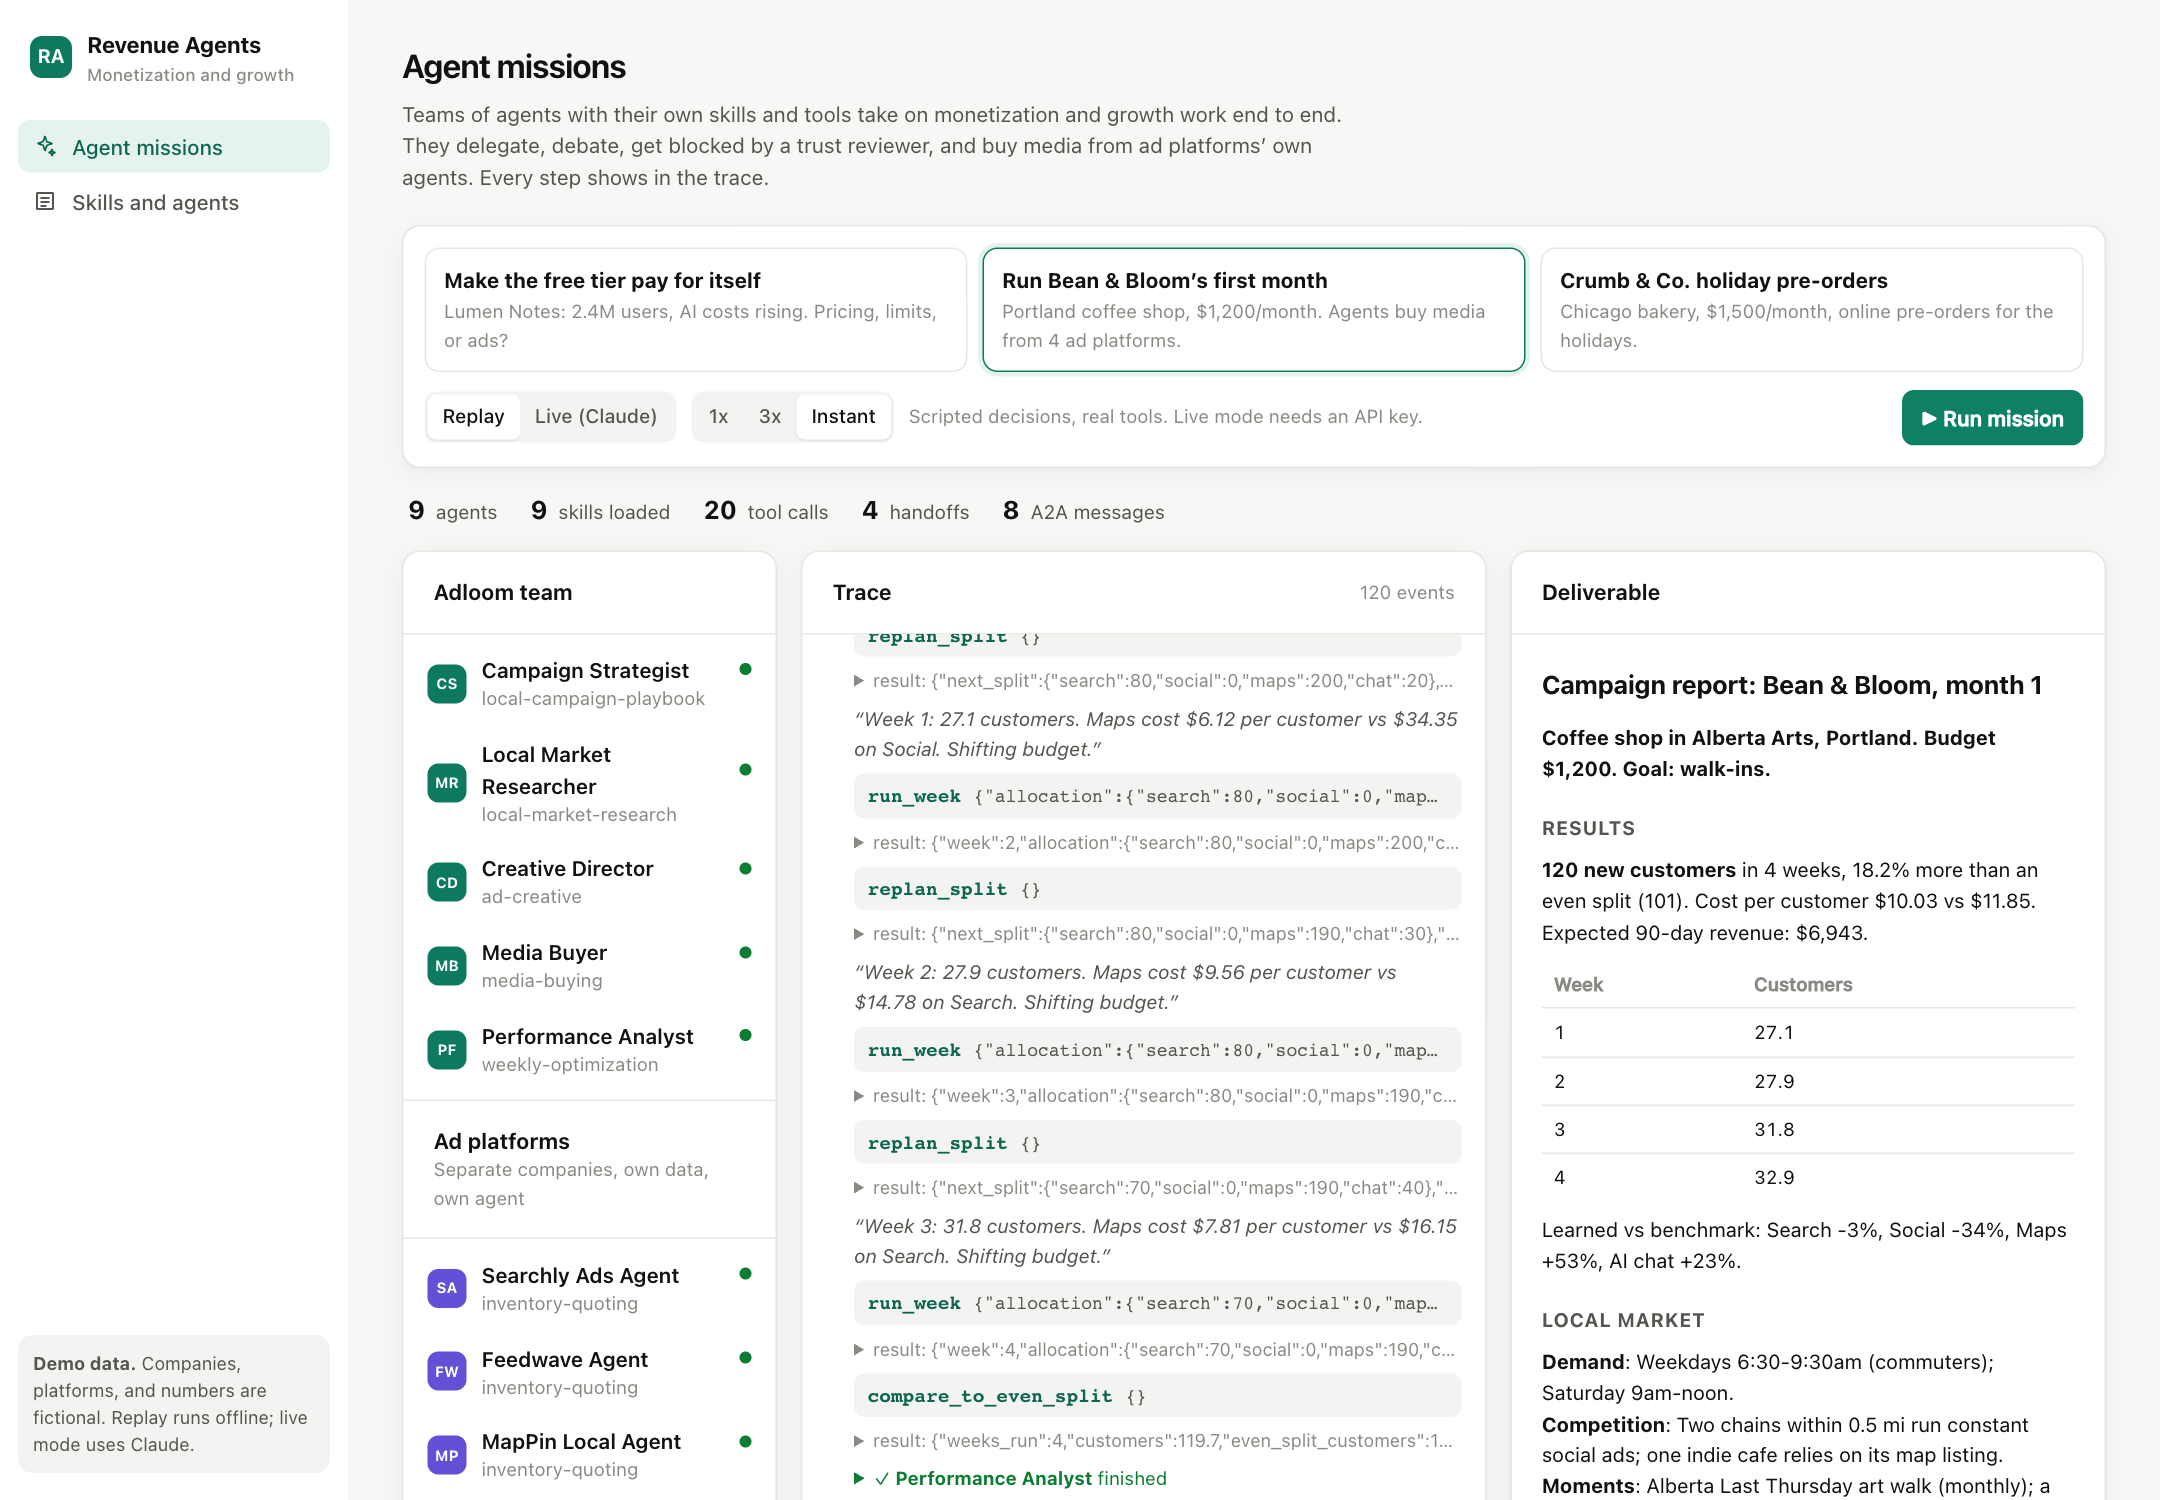 RA
Revenue Agents
Monetization and growth
Agent missions
Skills and agents
Demo data. Companies,
platforms, and numbers are
fictional. Replay runs offline; live
mode uses Claude.
Agent missions
Teams of agents with their own skills and tools take on monetization and growth work end to end.
They delegate, debate, get blocked by a trust reviewer, and buy media from ad platforms’ own
agents. Every step shows in the trace.
Make the free tier pay for itself
Lumen Notes: 2.4M users, AI costs rising. Pricing, limits,
or ads?
Run Bean & Bloom’s first month
Portland coffee shop, $1,200/month. Agents buy media
from 4 ad platforms.
Crumb & Co. holiday pre-orders
Chicago bakery, $1,500/month, online pre-orders for the
holidays.
Replay
Live (Claude)
1x
3x
Instant
Scripted decisions, real tools. Live mode needs an API key.
▶ Run mission
9 agents
9 skills loaded
20 tool calls
4 handoffs
8 A2A messages
Adloom team
CS
Campaign Strategist
local-campaign-playbook
MR
Local Market
Researcher
local-market-research
CD
Creative Director
ad-creative
MB
Media Buyer
media-buying
PF
Performance Analyst
weekly-optimization
Ad platforms
Separate companies, own data,
own agent
SA
Searchly Ads Agent
inventory-quoting
FW
Feedwave Agent
inventory-quoting
MP
MapPin Local Agent
inventory-quoting
Trace
120 events
replan_split {}
▶ result: {"next_split":{"search":80,"social":0,"maps":200,"chat":20},...
“Week 1: 27.1 customers. Maps cost $6.12 per customer vs $34.35
on Social. Shifting budget.”
run_week {"allocation":{"search":80,"social":0,"map…
▶ result: {"week":2,"allocation":{"search":80,"social":0,"maps":200,"c...
replan_split {}
▶ result: {"next_split":{"search":80,"social":0,"maps":190,"chat":30},"...
“Week 2: 27.9 customers. Maps cost $9.56 per customer vs
$14.78 on Search. Shifting budget.”
run_week {"allocation":{"search":80,"social":0,"map…
▶ result: {"week":3,"allocation":{"search":80,"social":0,"maps":190,"c...
replan_split {}
▶ result: {"next_split":{"search":70,"social":0,"maps":190,"chat":40},"...
“Week 3: 31.8 customers. Maps cost $7.81 per customer vs $16.15
on Search. Shifting budget.”
run_week {"allocation":{"search":70,"social":0,"map…
▶ result: {"week":4,"allocation":{"search":70,"social":0,"maps":190,"c...
compare_to_even_split {}
▶ result: {"weeks_run":4,"customers":119.7,"even_split_customers":1...
▶ ✓ Performance Analyst finished
Deliverable
Campaign report: Bean & Bloom, month 1
Coffee shop in Alberta Arts, Portland. Budget
$1,200. Goal: walk-ins.
RESULTS
120 new customers in 4 weeks, 18.2% more than an
even split (101). Cost per customer $10.03 vs $11.85.
Expected 90-day revenue: $6,943.
Week Customers
1 27.1
2 27.9
3 31.8
4 32.9
Learned vs benchmark: Search -3%, Social -34%, Maps
+53%, AI chat +23%.
LOCAL MARKET
Demand: Weekdays 6:30-9:30am (commuters);
Saturday 9am-noon.
Competition: Two chains within 0.5 mi run constant
social ads; one indie cafe relies on its map listing.
Moments: Alberta Last Thursday art walk (monthly); a